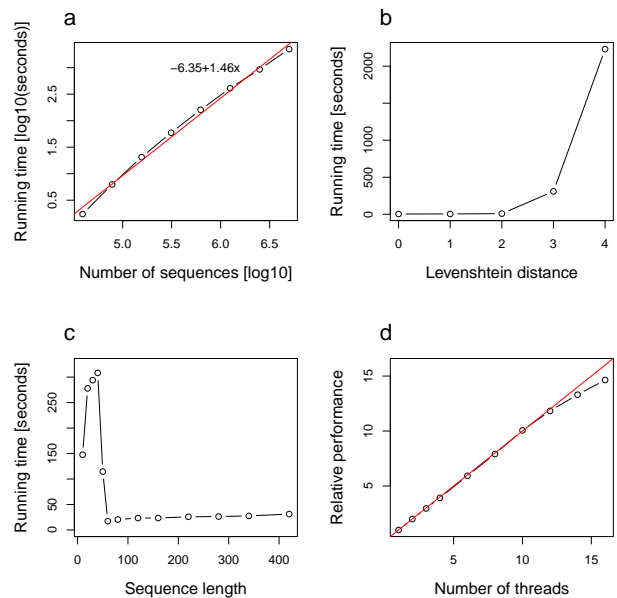 a
Running time [log10(seconds)]
0.5 1.5 2.5
−6.35+1.46x
5.0 5.5 6.0 6.5
Number of sequences [log10]
b
Running time [seconds]
0 500 1000 2000
0 1 2 3 4
Levenshtein distance
c
Running time [seconds]
0 50 150 250
0 100 200 300 400
Sequence length
d
Relative performance
5 10 15
5 10 15
Number of threads